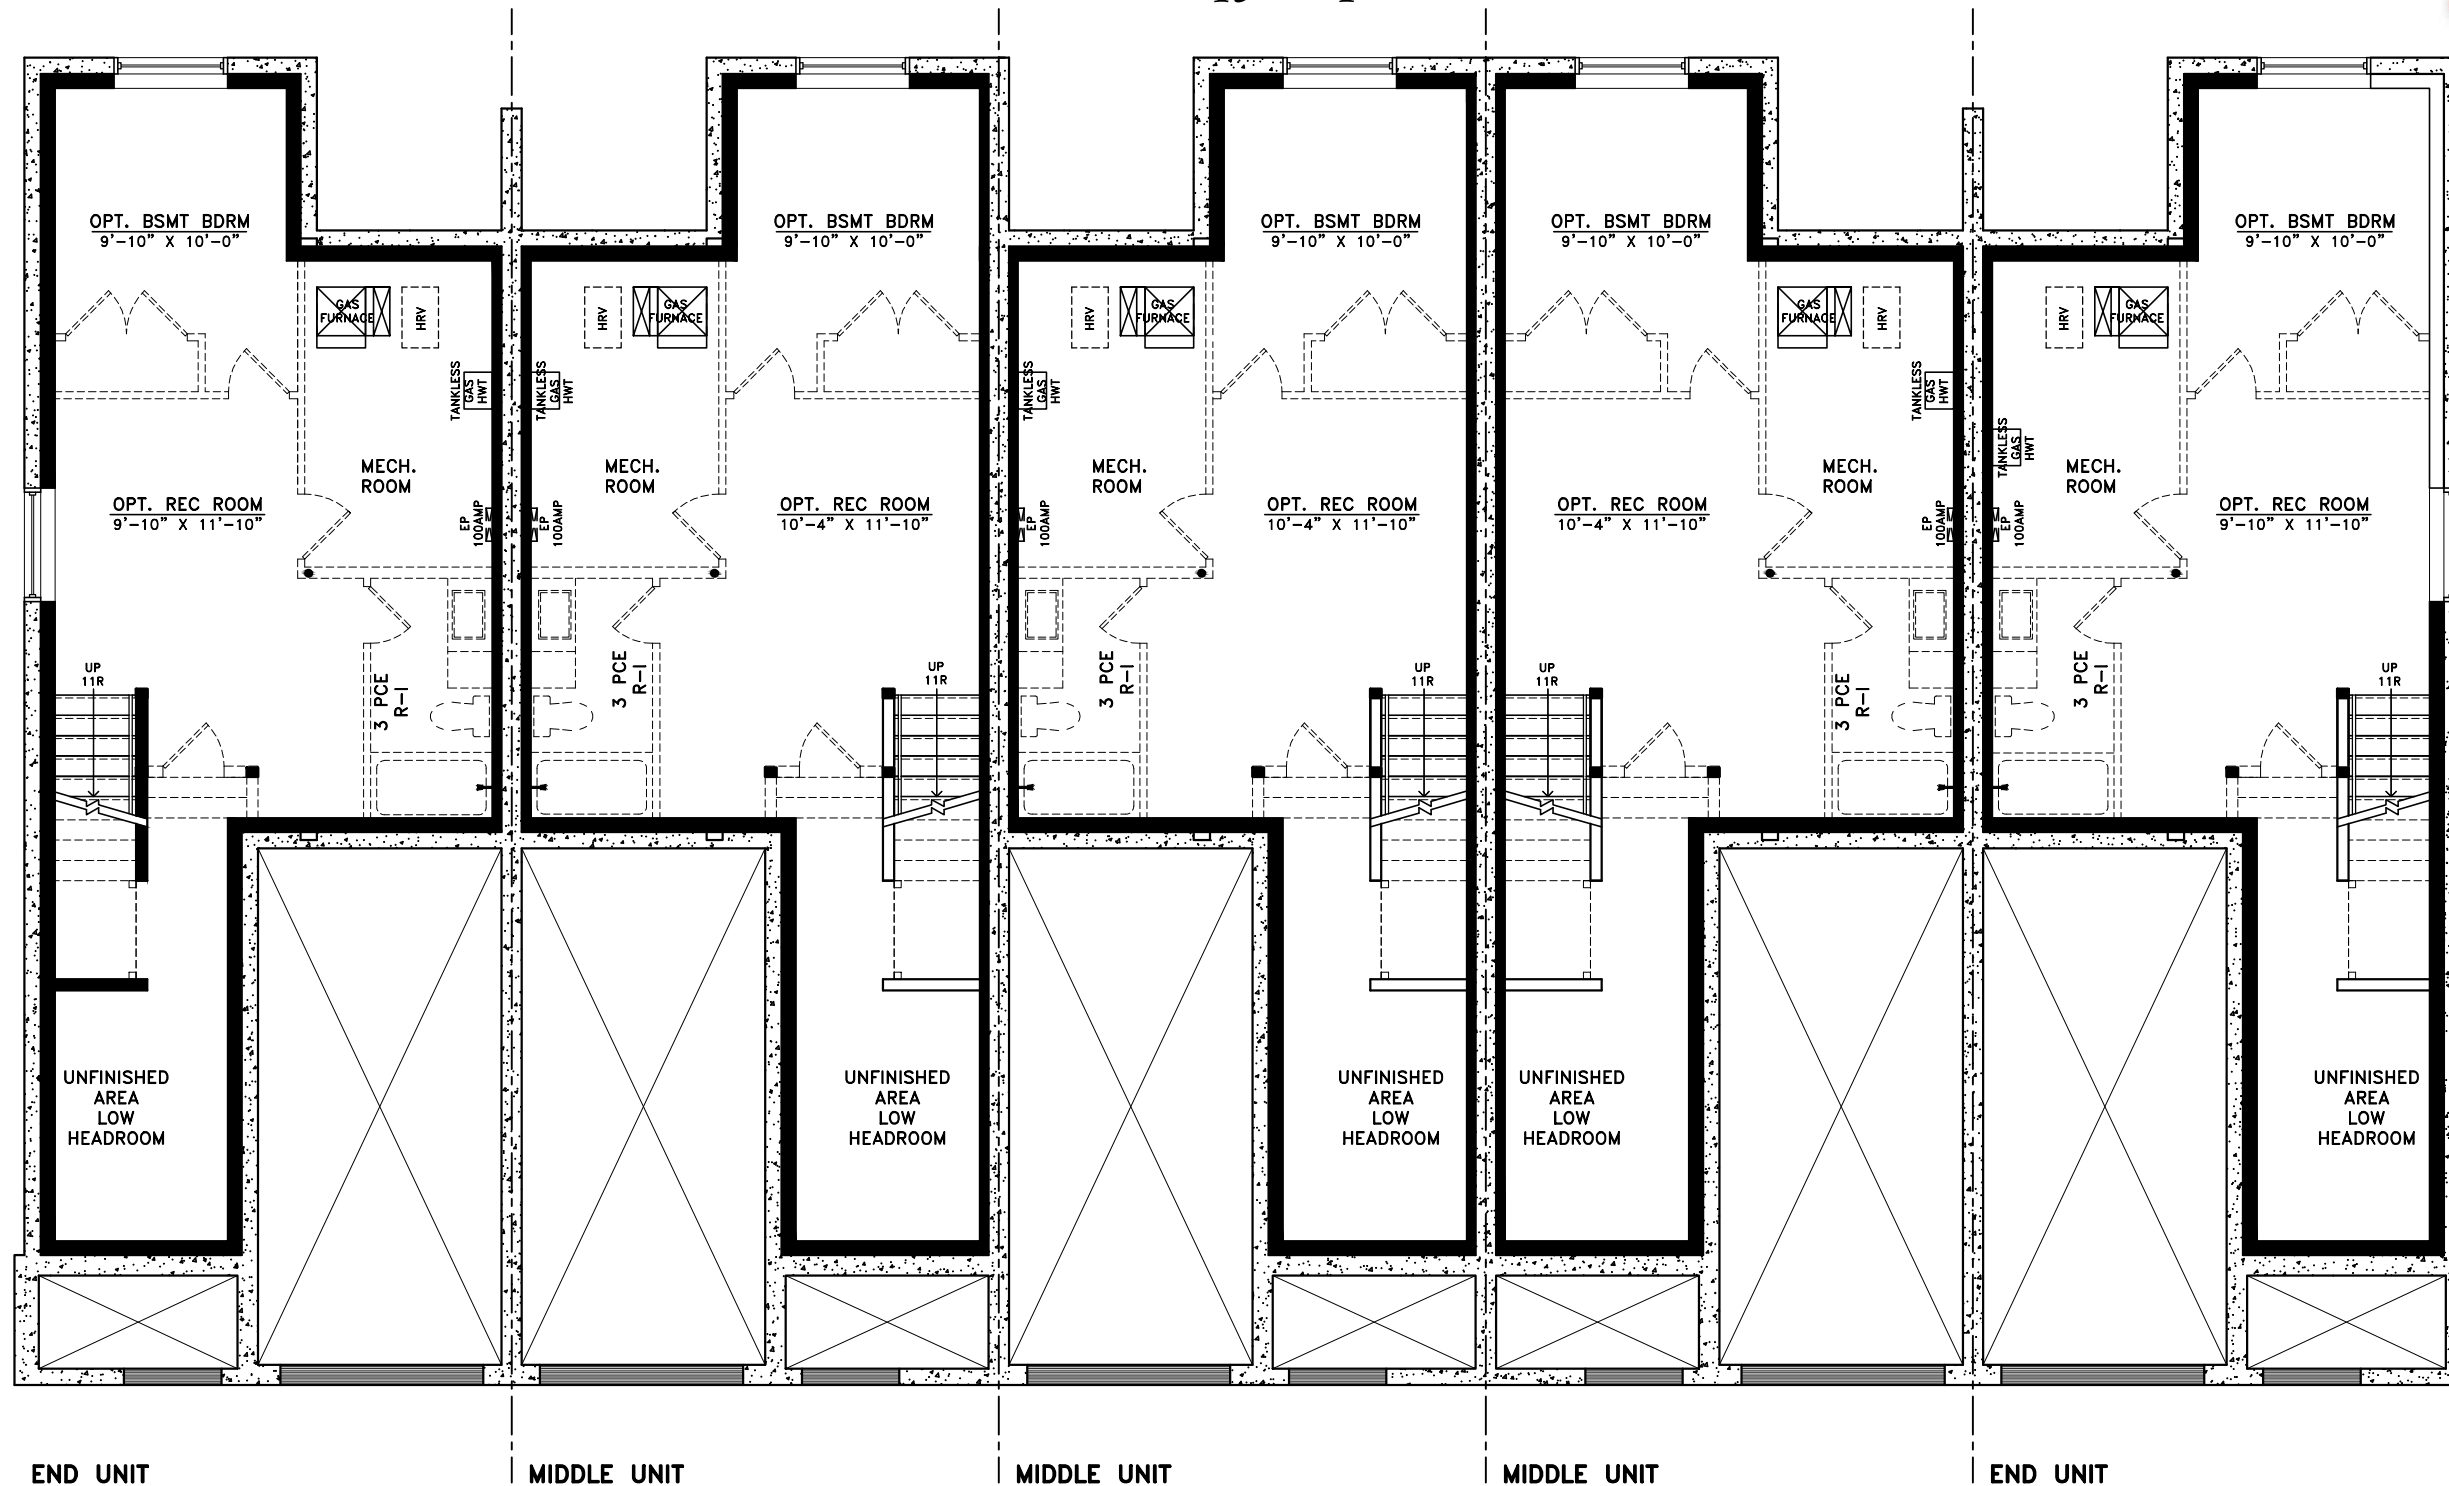 OPT. BSMT BDRM
9'-10" X 10'-0"
GAS
FURNACE
HRV
TANKLESS
GAS
HWT
MECH.
ROOM
OPT. REC ROOM
9'-10" X 11'-10"
EP
100AMP
UP
11R
3 PCE
R-I
UNFINISHED
AREA
LOW
HEADROOM
END UNIT
OPT. BSMT BDRM
9'-10" X 10'-0"
HRV
GAS
FURNACE
TANKLESS
GAS
HWT
MECH.
ROOM
OPT. REC ROOM
10'-4" X 11'-10"
EP
100AMP
3 PCE
R-I
UP
11R
UNFINISHED
AREA
LOW
HEADROOM
MIDDLE UNIT
OPT. BSMT BDRM
9'-10" X 10'-0"
HRV
GAS
FURNACE
TANKLESS
GAS
HWT
MECH.
ROOM
OPT. REC ROOM
10'-4" X 11'-10"
EP
100AMP
3 PCE
R-I
UP
11R
UNFINISHED
AREA
LOW
HEADROOM
MIDDLE UNIT
OPT. BSMT BDRM
9'-10" X 10'-0"
GAS
FURNACE
HRV
TANKLESS
GAS
HWT
MECH.
ROOM
OPT. REC ROOM
10'-4" X 11'-10"
EP
100AMP
UP
11R
3 PCE
R-I
UNFINISHED
AREA
LOW
HEADROOM
MIDDLE UNIT
OPT. BSMT BDRM
9'-10" X 10'-0"
HRV
GAS
FURNACE
TANKLESS
GAS
HWT
MECH.
ROOM
OPT. REC ROOM
9'-10" X 11'-10"
EP
100AMP
3 PCE
R-I
UP
11R
UNFINISHED
AREA
LOW
HEADROOM
END UNIT